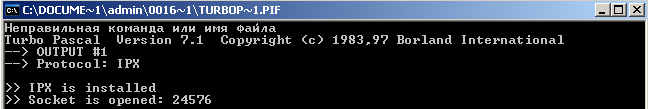 C:\DOCUME~1\admin\0016~1\TURBOP~1.PIF
Неправильная команда или имя файла
Turbo Pascal  Version 7.1  Copyright (c) 1983,97 Borland International
--> OUTPUT #1
--> Protocol: IPX
>> IPX is installed
>> Socket is opened: 24576